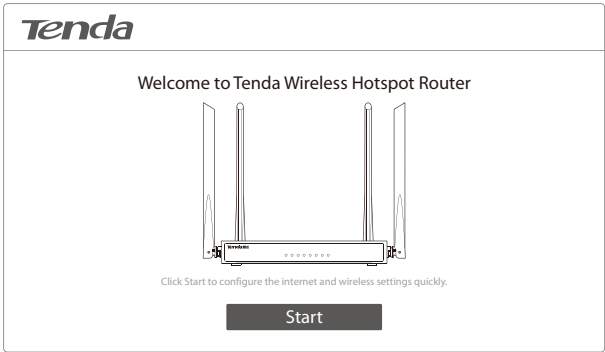 Tenda
Welcome to Tenda Wireless Hotspot Router
Click Start to configure the internet and wireless settings quickly.
Start